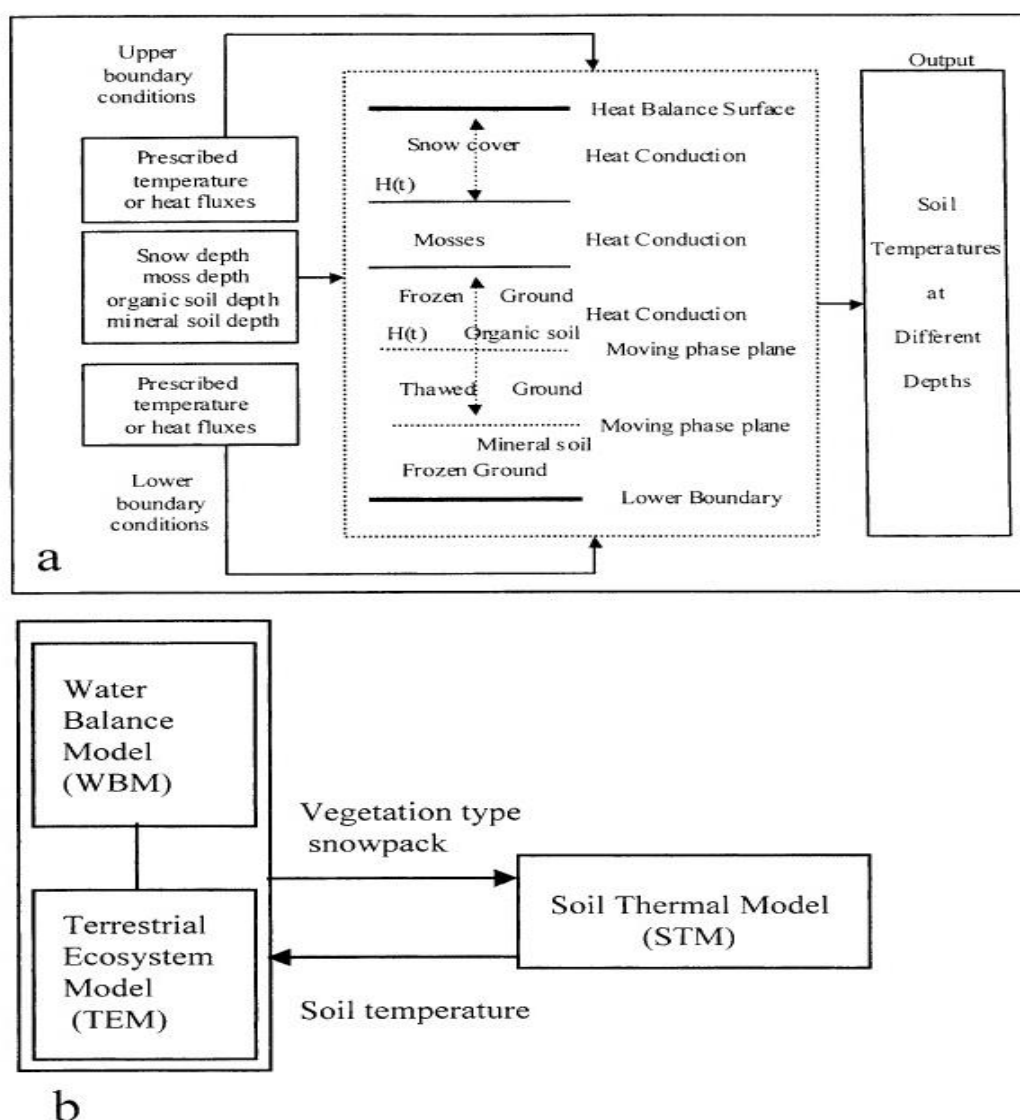 Upper
boundary
conditions
Prescribed
temperature
or heat fluxes
Snow depth
moss depth
organic soil depth
mineral soil depth
Prescribed
temperature
or heat fluxes
Lower
boundary
conditions
Heat Balance Surface
Snow cover
Heat Conduction
H(t)
Mosses
Heat Conduction
Frozen Ground
Heat Conduction
H(t) Organic soil
Moving phase plane
Thawed Ground
Moving phase plane
Mineral soil
Frozen Ground
Lower Boundary
Output
Soil
Temperatures
at
Different
Depths
a
Water
Balance
Model
(WBM)
Terrestrial
Ecosystem
Model
(TEM)
Vegetation type
snowpack
Soil temperature
Soil Thermal Model
(STM)
b